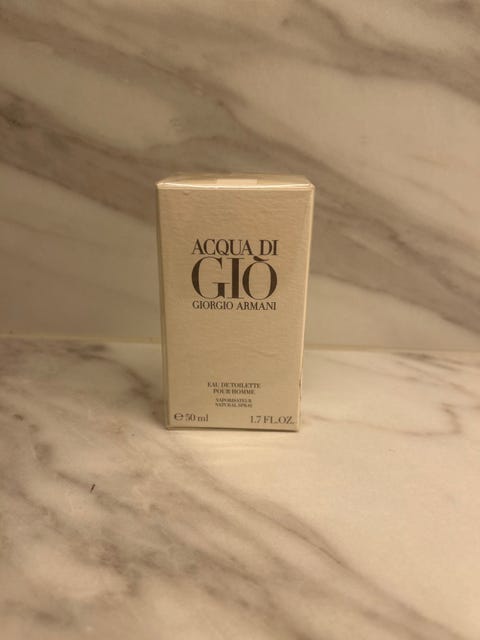 ACQUA DI
GIÒ
GIORGIO ARMANI
EAU DE TOILETTE
POUR HOMME
VAPORISATEUR
NATURAL SPRAY
℮ 50 ml 1.7 FL.OZ.